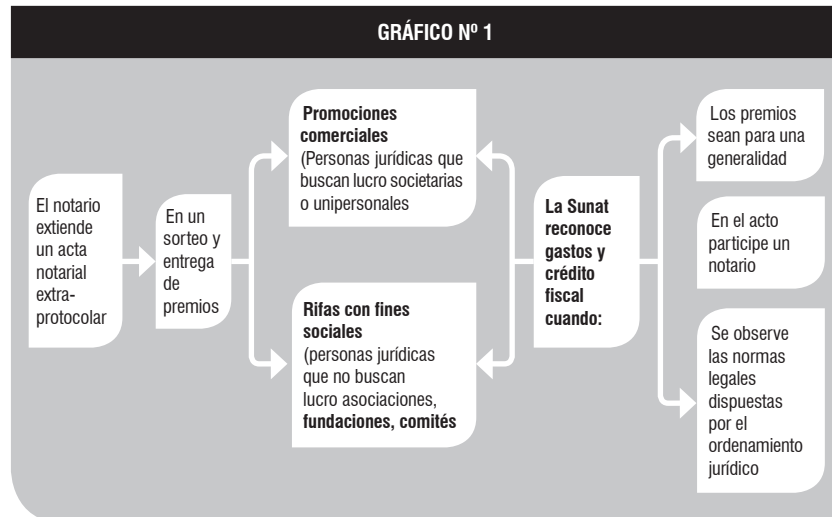 GRÁFICO Nº 1
El notario
extiende
un acta
notarial
extra-
protocolar
En un
sorteo y
entrega
de
premios
Promociones
comerciales
(Personas jurídicas que
buscan lucro societarias
o unipersonales
Rifas con fines
sociales
(personas jurídicas
que no buscan
lucro asociaciones,
fundaciones, comités
La Sunat
reconoce
gastos y
crédito
fiscal
cuando:
Los premios
sean para una
generalidad
En el acto
participe un
notario
Se observe
las normas
legales
dispuestas
por el
ordenamiento
jurídico